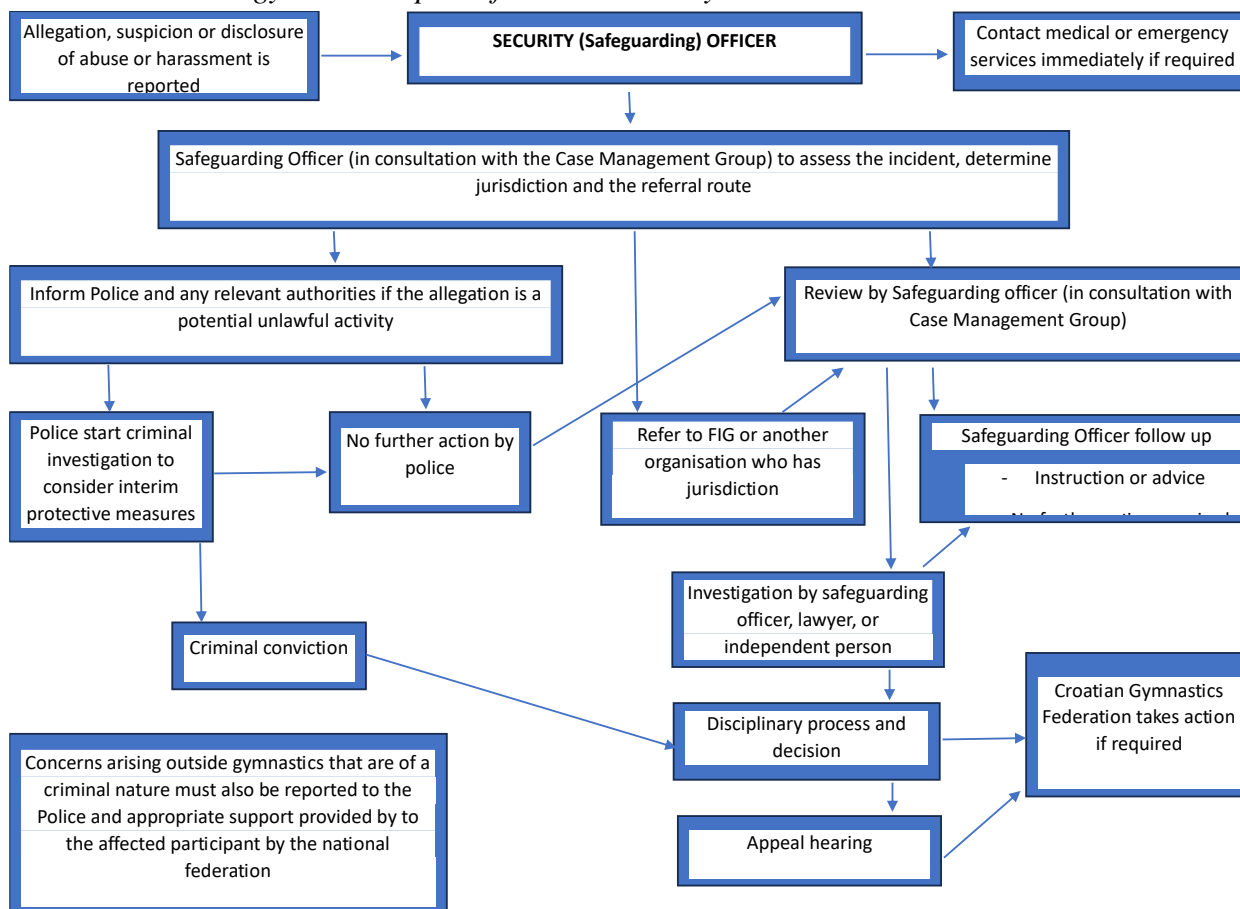 Allegation, suspicion or disclosure
of abuse or harassment is
reported
SECURITY (Safeguarding) OFFICER
Contact medical or emergency
services immediately if required
Safeguarding Officer (in consultation with the Case Management Group) to assess the incident, determine
jurisdiction and the referral route
Inform Police and any relevant authorities if the allegation is a
potential unlawful activity
Review by Safeguarding officer (in consultation with
Case Management Group)
Police start criminal
investigation to
consider interim
protective measures
No further action by
police
Refer to FIG or another
organisation who has
jurisdiction
Safeguarding Officer follow up
- Instruction or advice
Investigation by safeguarding
officer, lawyer, or
independent person
Criminal conviction
Disciplinary process and
decision
Croatian Gymnastics
Federation takes action
if required
Concerns arising outside gymnastics that are of a
criminal nature must also be reported to the
Police and appropriate support provided by to
the affected participant by the national
federation
Appeal hearing